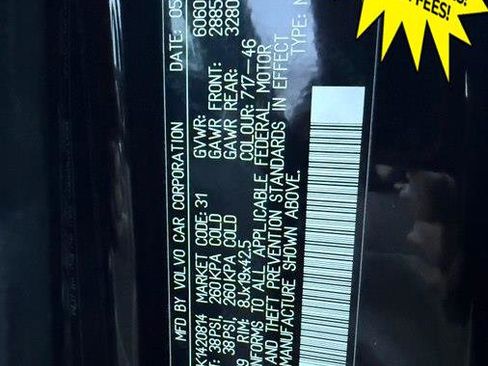 FEES!
MFD BY VOLVO CAR CORPORATION DATE: 05
K1420814 MARKET CODE: 31 GVWR: 6060
38PSI, 260KPA COLD GAWR FRONT: 2885
38PSI, 260KPA COLD GAWR REAR: 3280
RIM: 8Jx19x42.5 COLOUR: 717--46
TO ALL APPLICABLE FEDERAL MOTOR
AND THEFT PREVENTION STANDARDS IN EFFECT
MANUFACTURE SHOWN ABOVE. TYPE: